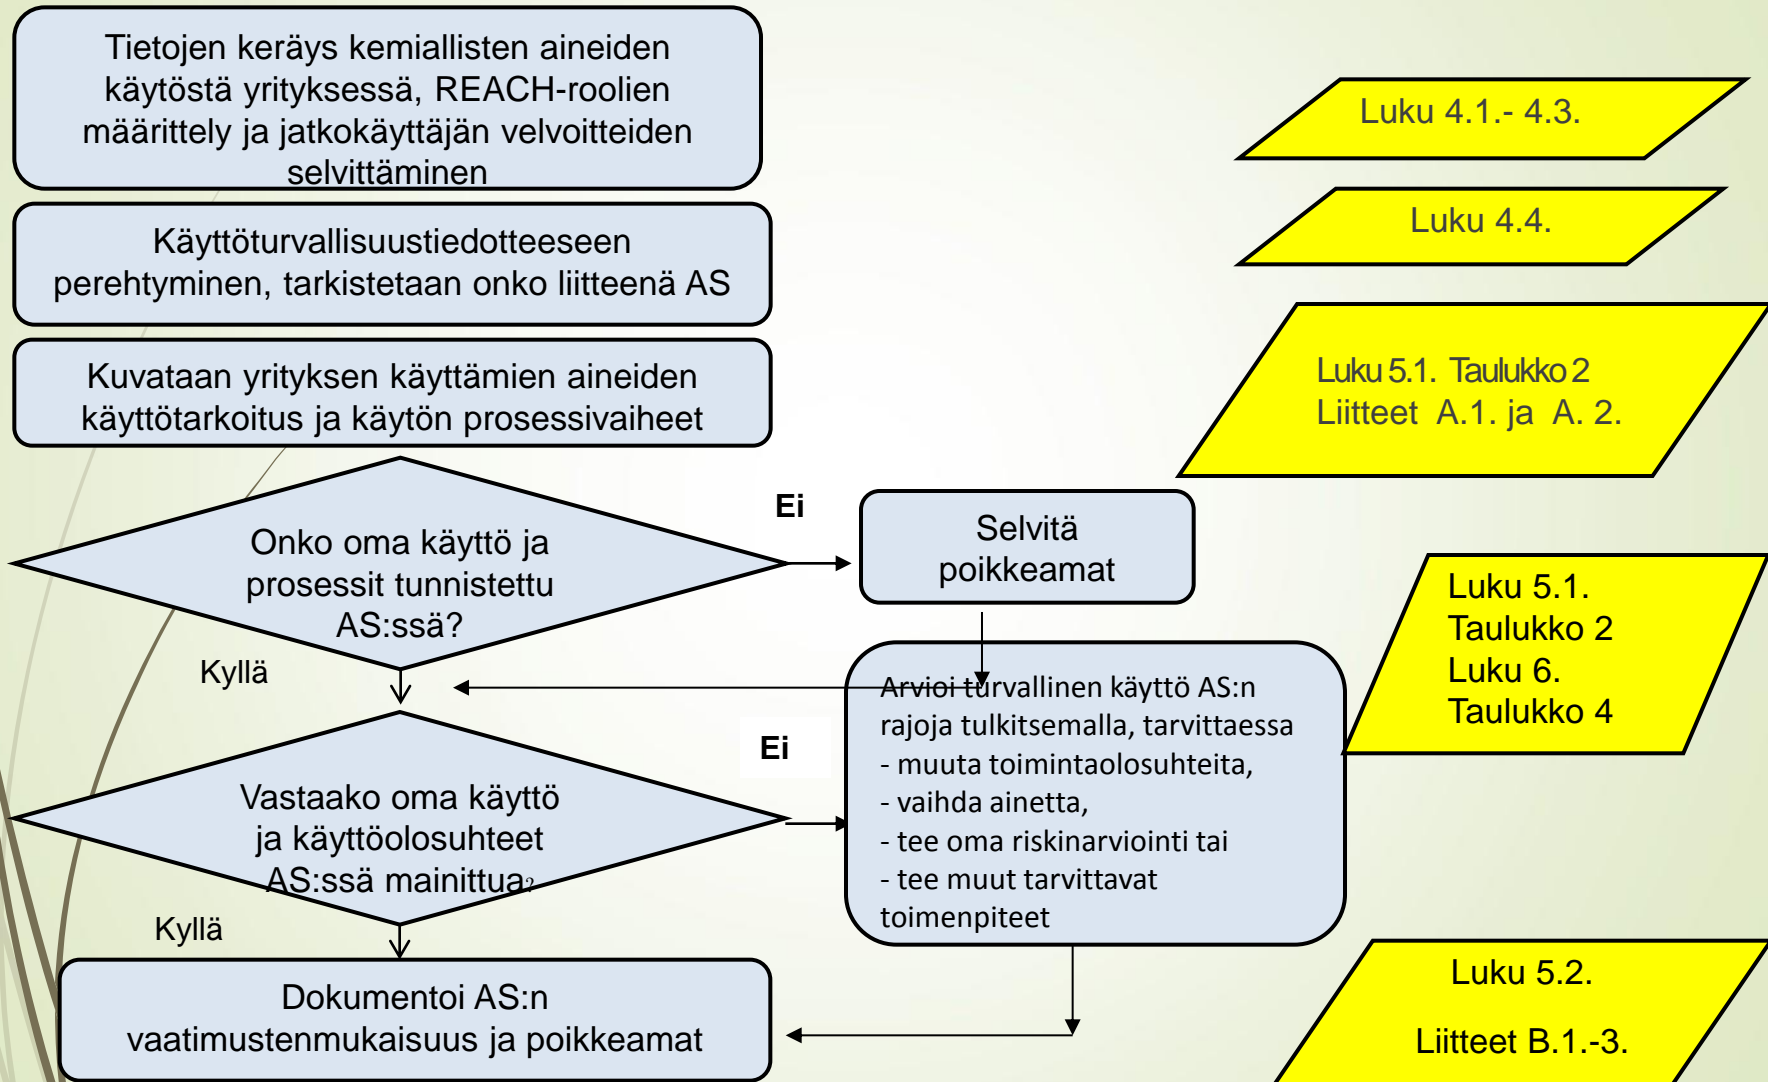 Tietojen keräys kemiallisten aineiden
käytöstä yrityksessä, REACH-roolien
määrittely ja jatkokäyttäjän velvoitteiden
selvittäminen
Luku 4.1.- 4.3.
Käyttöturvallisuustiedotteeseen
perehtyminen, tarkistetaan onko liitteenä AS
Luku 4.4.
Kuvataan yrityksen käyttämien aineiden
käyttötarkoitus ja käytön prosessivaiheet
Luku 5.1. Taulukko 2
Liitteet A.1. ja A. 2.
Onko oma käyttö ja
prosessit tunnistettu
AS:ssä?
Ei
Selvitä
poikkeamat
Kyllä
Luku 5.1.
Taulukko 2
Luku 6.
Taulukko 4
Vastaako oma käyttö
ja käyttöolosuhteet
AS:ssä mainittua?
Ei
Arvioi turvallinen käyttö AS:n
rajoja tulkitsemalla, tarvittaessa
- muuta toimintaolosuhteita,
- vaihda ainetta,
- tee oma riskinarviointi tai
- tee muut tarvittavat
toimenpiteet
Kyllä
Dokumentoi AS:n
vaatimustenmukaisuus ja poikkeamat
Luku 5.2.
Liitteet B.1.-3.